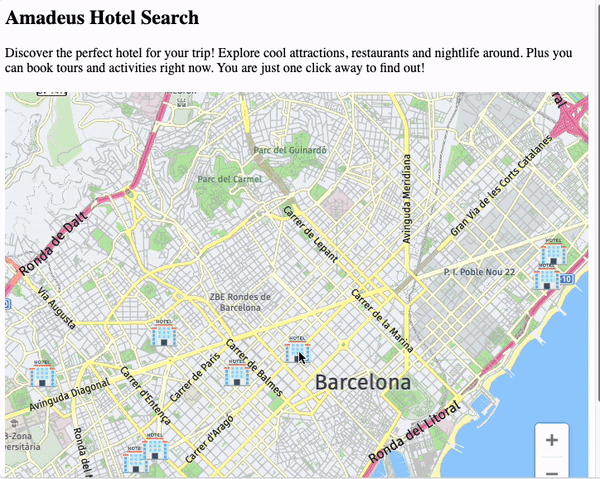 Amadeus Hotel Search
Discover the perfect hotel for your trip! Explore cool attractions, restaurants and nightlife around. Plus you
can book tours and activities right now. You are just one click away to find out!
Parc del Guinardó
Parc del Carmel
Avinguda Meridiana
Gran Via de les Corts Catalanes
Ronda de Dalt
Carrer de Lepant
HOTEL
HOTEL
B-10
P. I. Poble Nou 22
Via Augusta
ZBE Rondes de
Barcelona
Carrer de la Marina
HOTEL
HOTEL
Carrer de París
Carrer de Balmes
HOTEL
HOTEL
Barcelona
Avinguda Diagonal
Carrer d'Entença
Carrer d'Aragó
Ronda del Litoral
HOTEL
HOTEL
+
−